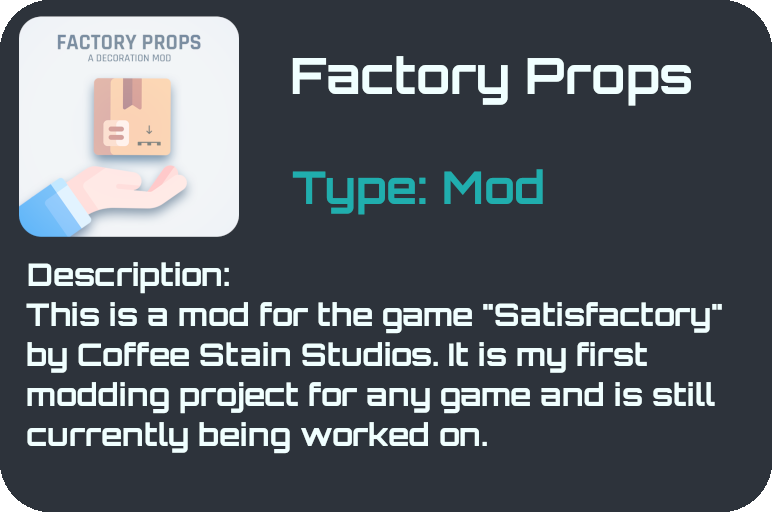 FACTORY PROPS
A DECORATION MOD
Factory Props
Type: Mod
Description:
This is a mod for the game "Satisfactory"
by Coffee Stain Studios. It is my first
modding project for any game and is still
currently being worked on.